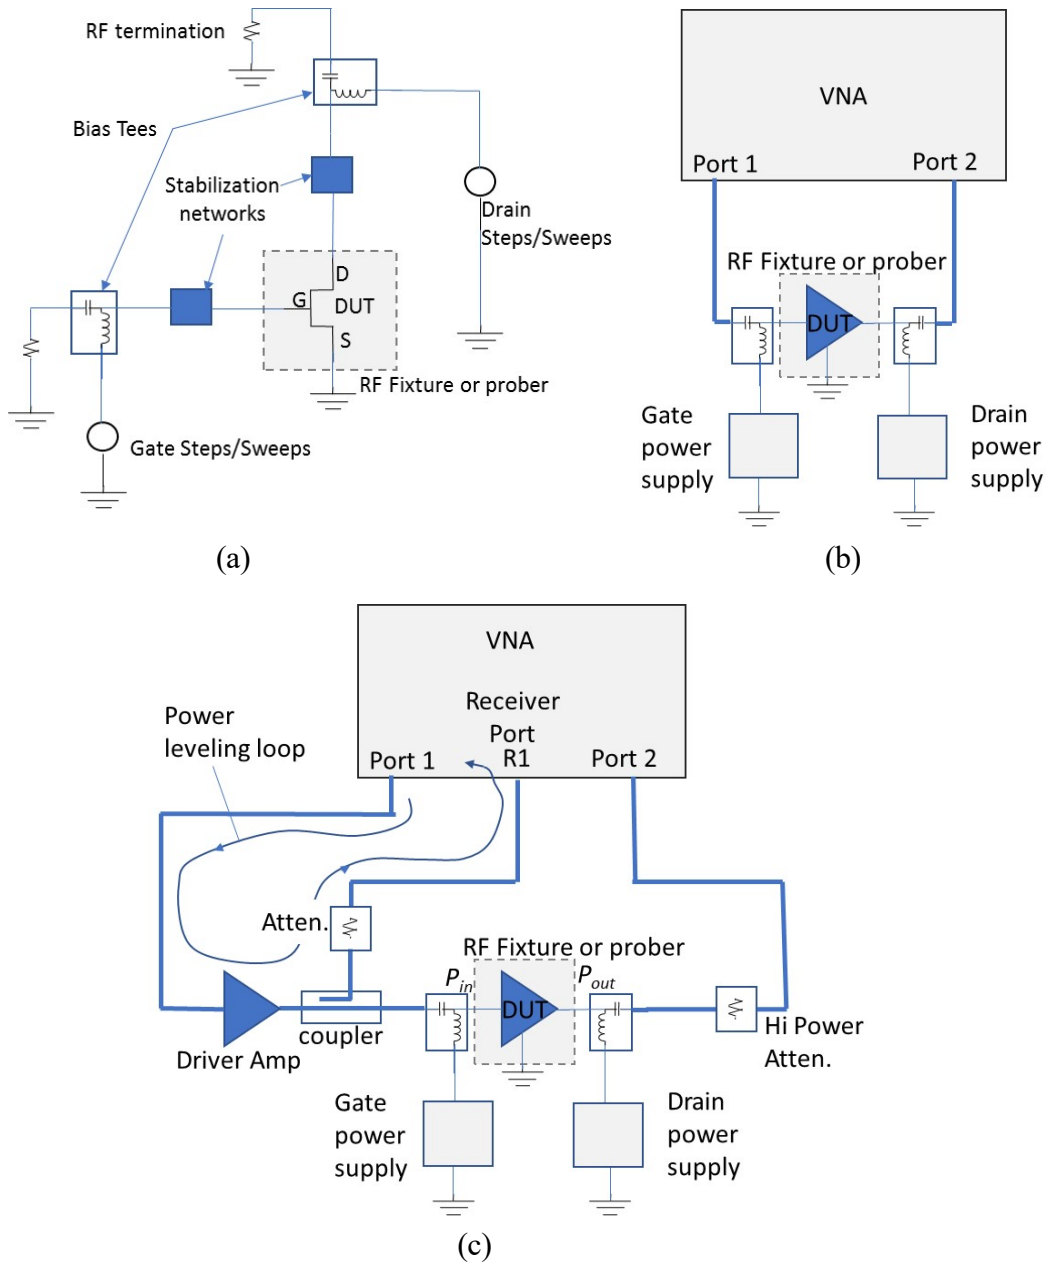 RF termination
Bias Tees
Stabilization
networks
Drain
Steps/Sweeps
D
G
DUT
S
RF Fixture or prober
Gate Steps/Sweeps
(a)
VNA
Port 1
Port 2
RF Fixture or prober
DUT
Gate
power
supply
Drain
power
supply
(b)
VNA
Receiver
Port
R1
Port 1
Port 2
Power
leveling loop
Atten.
RF Fixture or prober
Pin
Pout
DUT
coupler
Driver Amp
Hi Power
Atten.
Gate
power
supply
Drain
power
supply
(c)